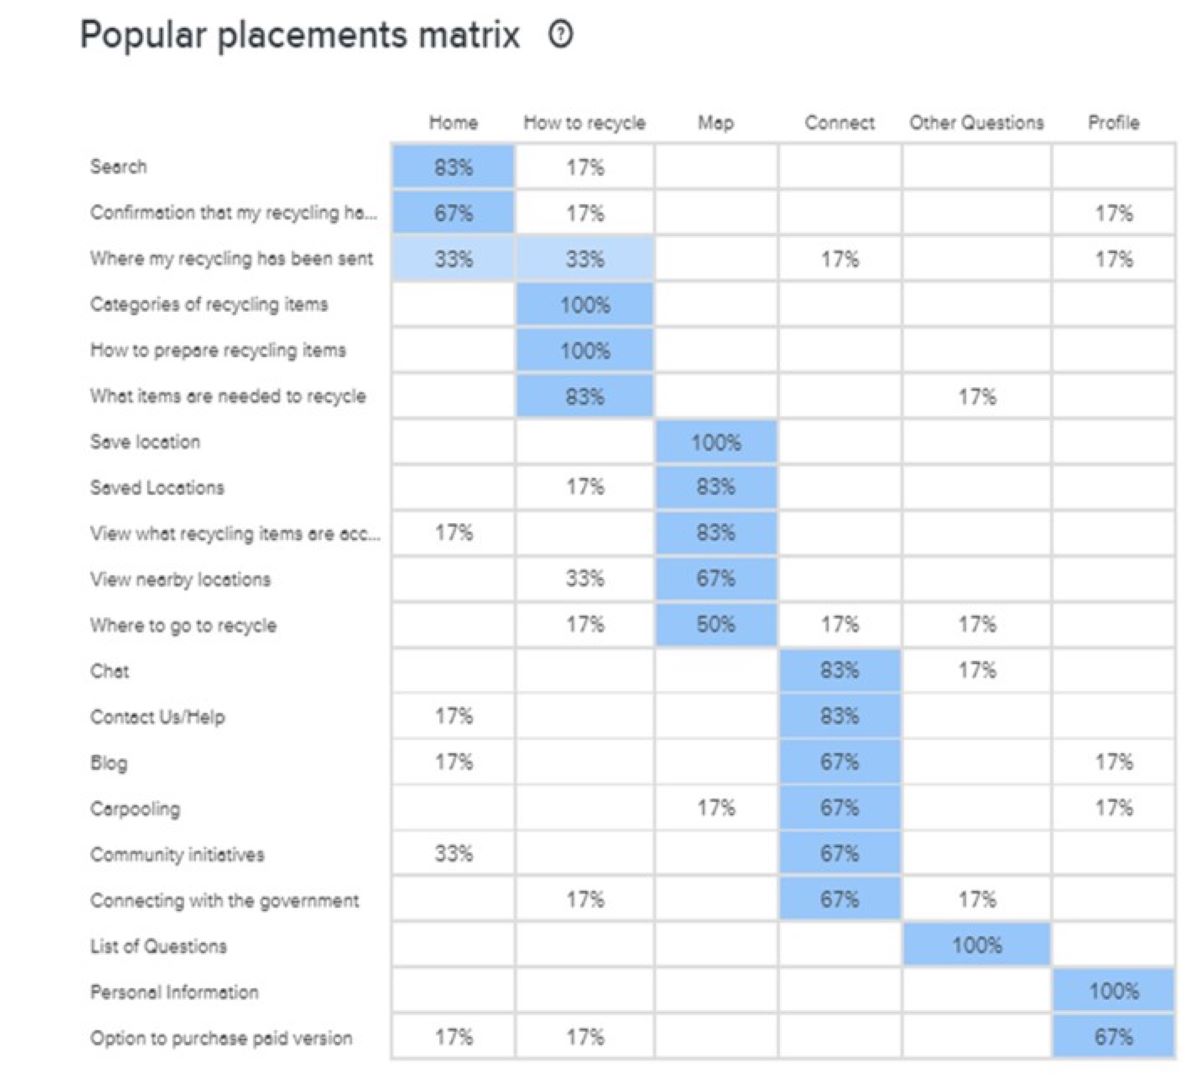 Popular placements matrix ?
Home How to recycle Map Connect Other Questions Profile
Search 83% 17%
Confirmation that my recycling ha... 67% 17% 17%
Where my recycling has been sent 33% 33% 17% 17%
Categories of recycling items 100%
How to prepare recycling items 100%
What items are needed to recycle 83% 17%
Save location 100%
Saved Locations 17% 83%
View what recycling items are acc... 17% 83%
View nearby locations 33% 67%
Where to go to recycle 17% 50% 17% 17%
Chat 83% 17%
Contact Us/Help 17% 83%
Blog 17% 67% 17%
Carpooling 17% 67% 17%
Community initiatives 33% 67%
Connecting with the government 17% 67% 17%
List of Questions 100%
Personal Information 100%
Option to purchase paid version 17% 17% 67%